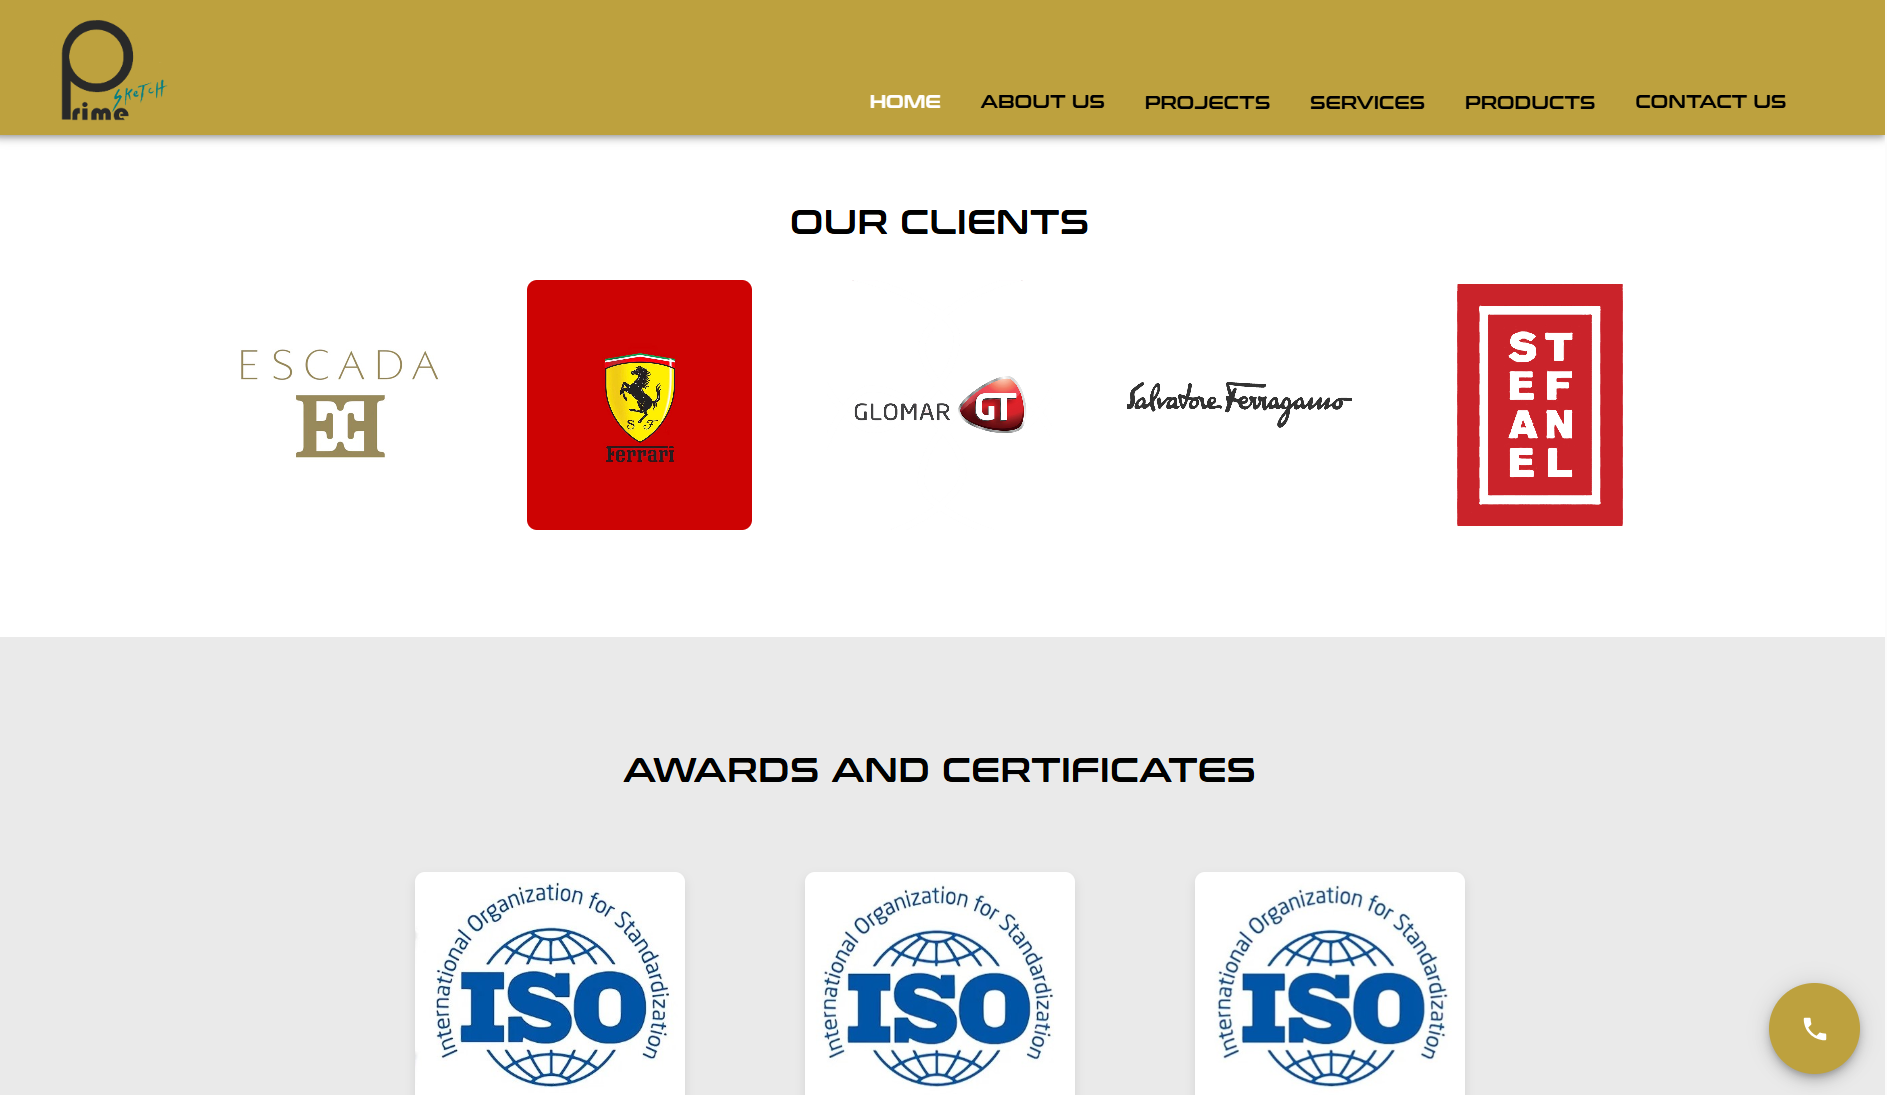 Prime
SKeTCH
HOME ABOUT US PROJECTS SERVICES PRODUCTS CONTACT US
OUR CLIENTS
ESCADA
S F
Ferrari
GLOMAR GT
Salvatore Ferragamo
ST
EF
AN
EL
AWARDS AND CERTIFICATES
International Organization for Standardization
ISO
International Organization for Standardization
ISO
International Organization for Standardization
ISO